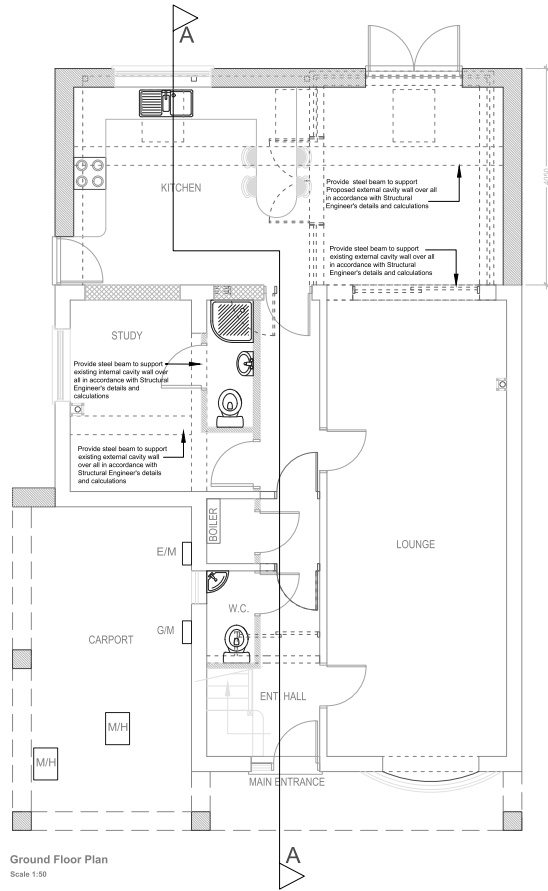 A
KITCHEN
Provide steel beam to support
Proposed external cavity wall over all
in accordance with Structural
Engineer's details and calculations
4050
Provide steel beam to support
existing external cavity wall over
all in accordance with Structural
Engineer's details and calculations
STUDY
Provide steel beam to support
existing internal cavity wall over
all in accordance with Structural
Engineer's details and
calculations
Provide steel beam to support
existing external cavity wall
over all in accordance with
Structural Engineer's details
and calculations
BOILER
E/M
LOUNGE
W.C.
G/M
CARPORT
ENT. HALL
M/H
M/H
MAIN ENTRANCE
A
Ground Floor Plan
Scale 1:50